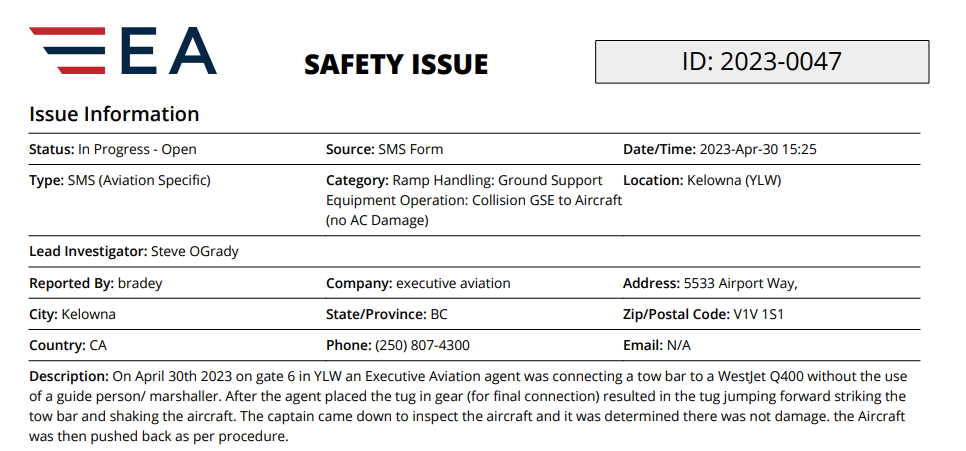 EA
SAFETY ISSUE
ID: 2023-0047
Issue Information
Status: In Progress - Open
Source: SMS Form
Date/Time: 2023-Apr-30 15:25
Type: SMS (Aviation Specific)
Category: Ramp Handling: Ground Support
Equipment Operation: Collision GSE to Aircraft
(no AC Damage)
Location: Kelowna (YLW)
Lead Investigator: Steve OGrady
Reported By: bradey
Company: executive aviation
Address: 5533 Airport Way,
City: Kelowna
State/Province: BC
Zip/Postal Code: V1V 1S1
Country: CA
Phone: (250) 807-4300
Email: N/A
Description: On April 30th 2023 on gate 6 in YLW an Executive Aviation agent was connecting a tow bar to a WestJet Q400 without the use
of a guide person/ marshaller. After the agent placed the tug in gear (for final connection) resulted in the tug jumping forward striking the
tow bar and shaking the aircraft. The captain came down to inspect the aircraft and it was determined there was not damage. the Aircraft
was then pushed back as per procedure.